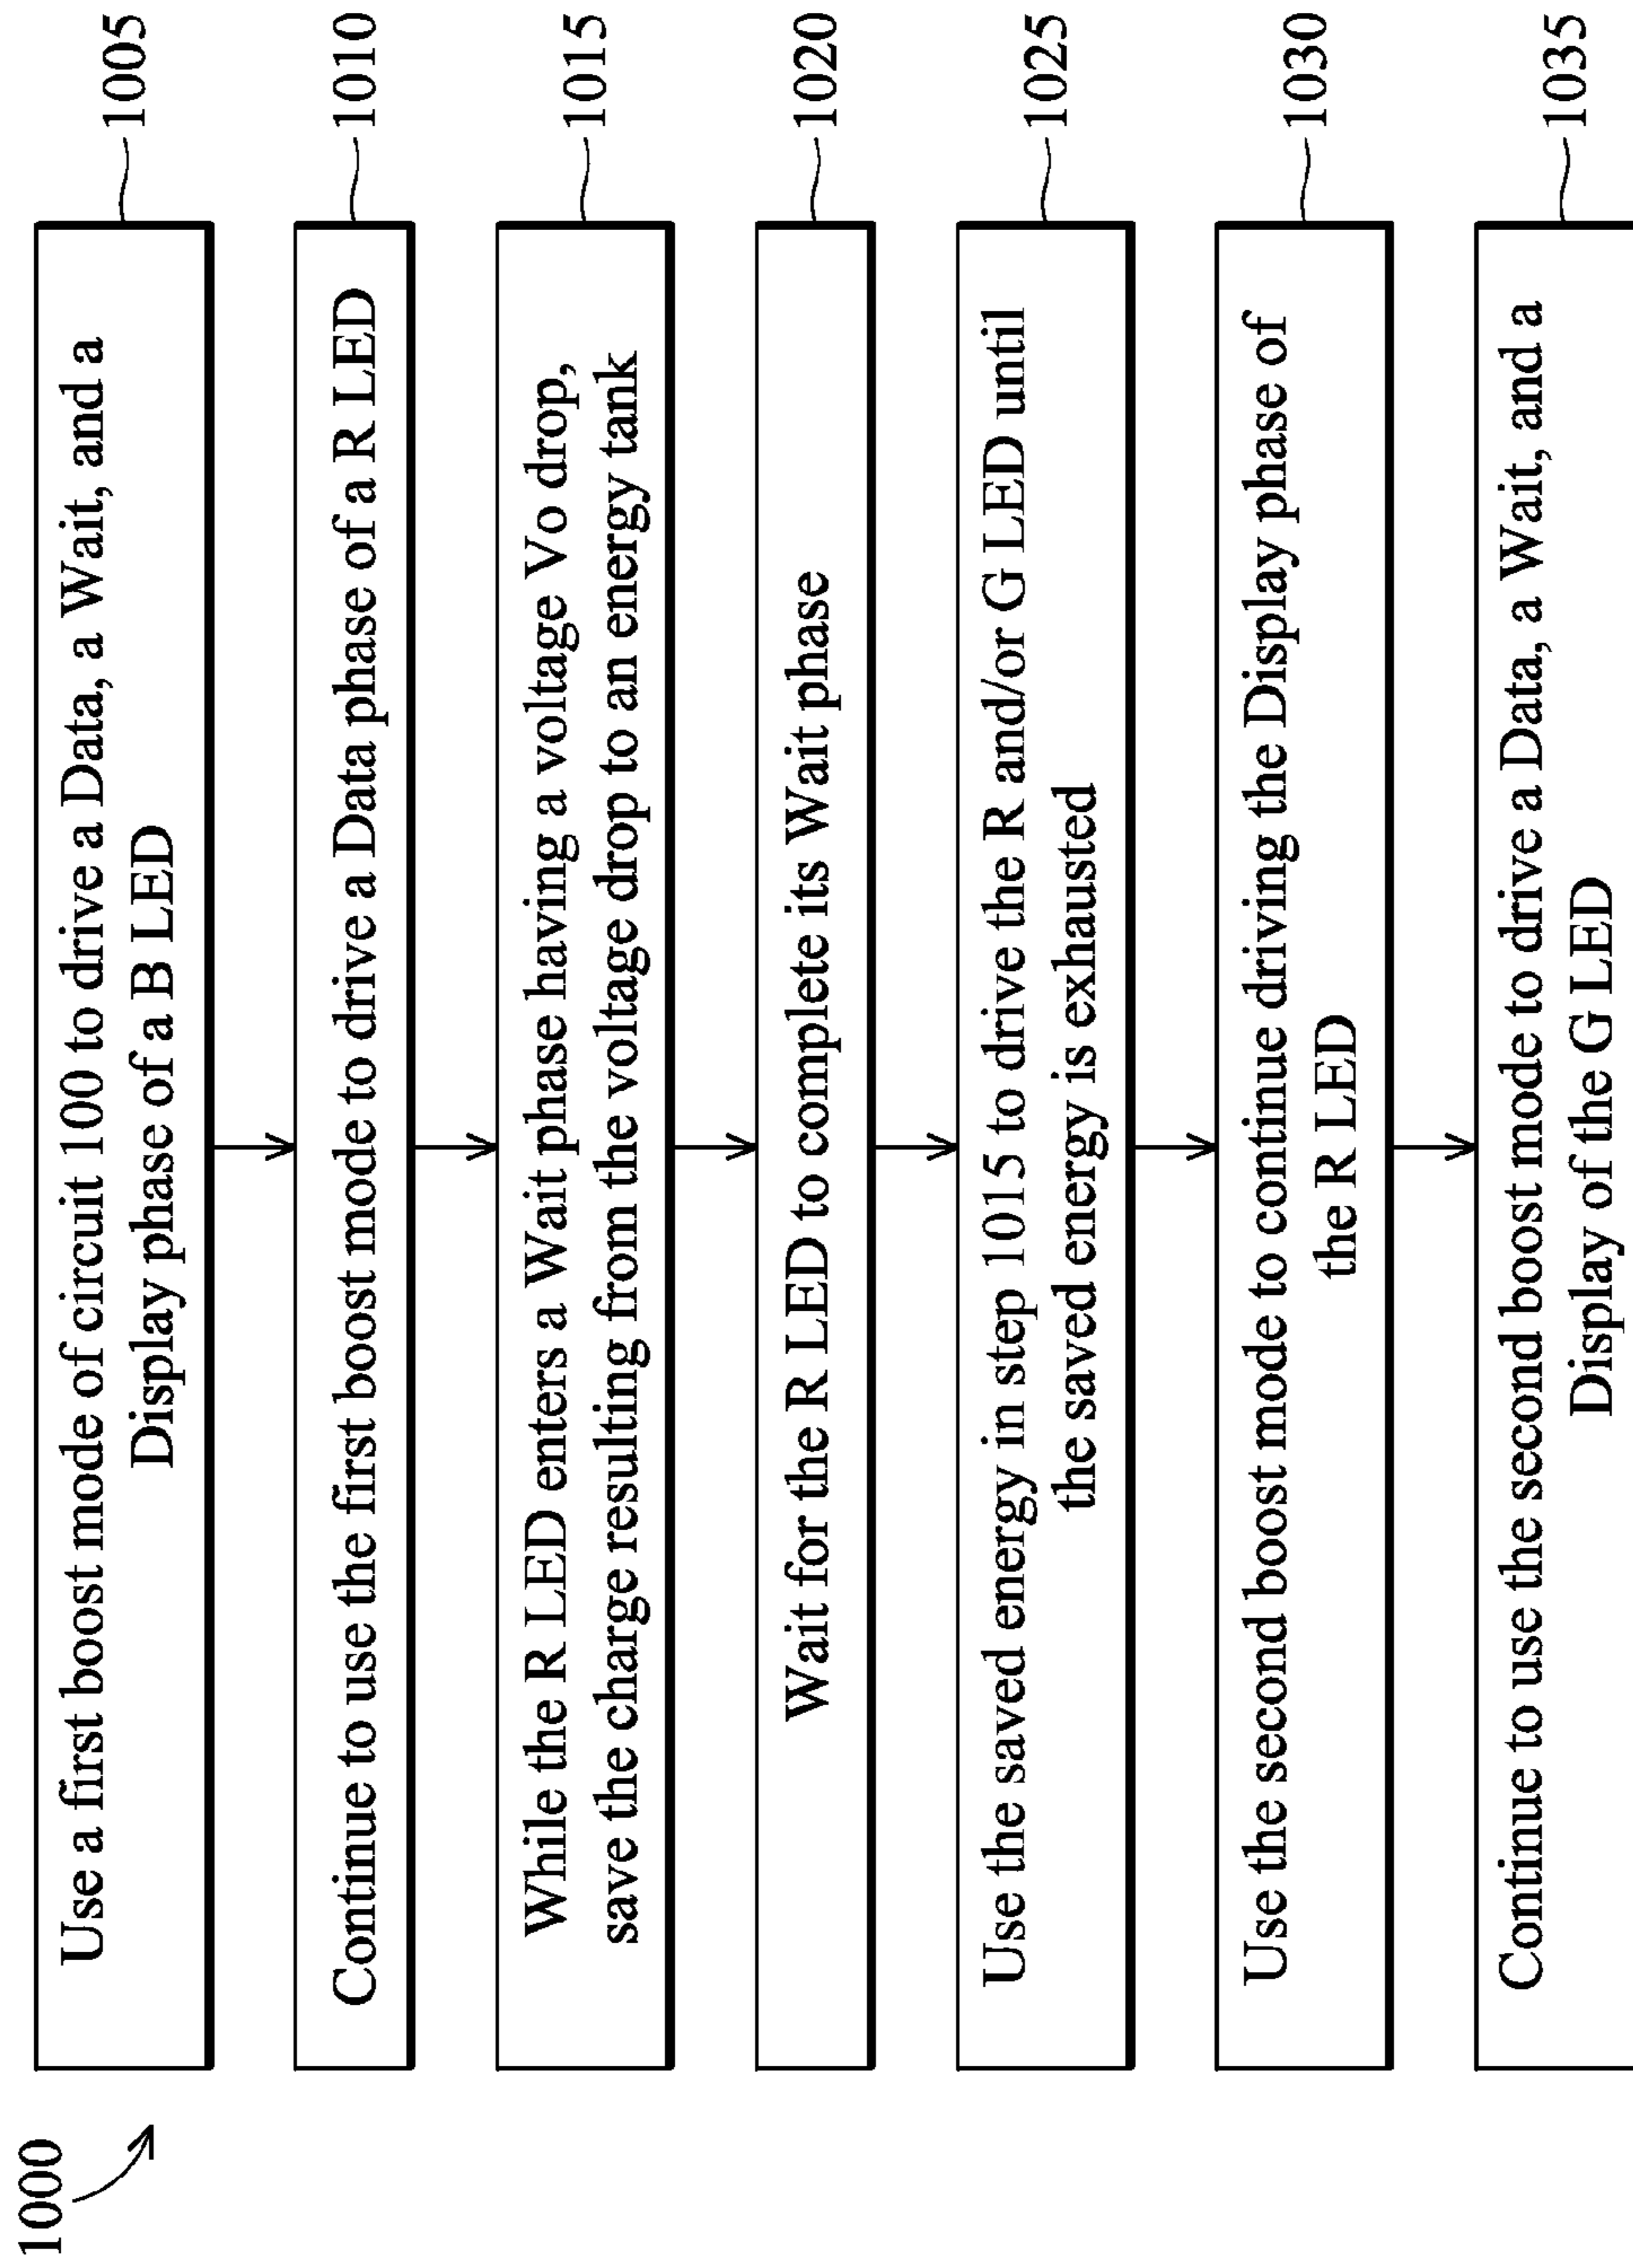 1000
Use a first boost mode of circuit 100 to drive a Data, a Wait, and a
Display phase of a B LED
1005
Continue to use the first boost mode to drive a Data phase of a R LED
1010
While the R LED enters a Wait phase having a voltage Vo drop,
save the charge resulting from the voltage drop to an energy tank
1015
Wait for the R LED to complete its Wait phase
1020
Use the saved energy in step 1015 to drive the R and/or G LED until
the saved energy is exhausted
1025
Use the second boost mode to continue driving the Display phase of
the R LED
1030
Continue to use the second boost mode to drive a Data, a Wait, and a
Display of the G LED
1035